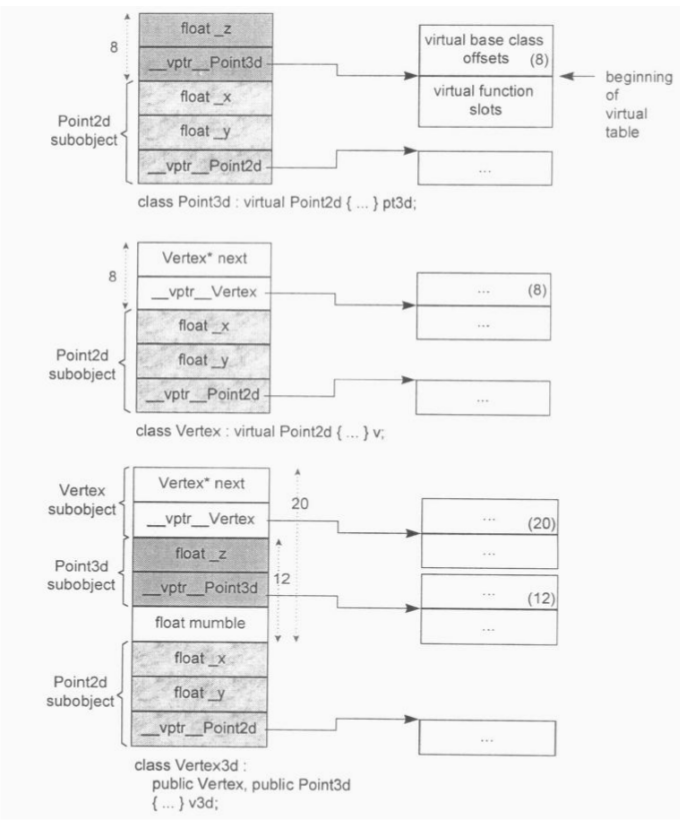 8
float _z
__vptr__Point3d
Point2d
subobject
float _x
float _y
__vptr__Point2d
virtual base class
offsets (8)
virtual function
slots
beginning
of
virtual
table
...
class Point3d : virtual Point2d { ... } pt3d;
8
Vertex* next
__vptr__Vertex
Point2d
subobject
float _x
float _y
__vptr__Point2d
... (8)
...
...
class Vertex : virtual Point2d { ... } v;
Vertex
subobject
Vertex* next
__vptr__Vertex
20
Point3d
subobject
float _z
__vptr__Point3d
12
float mumble
Point2d
subobject
float _x
float _y
__vptr__Point2d
... (20)
...
... (12)
...
...
class Vertex3d :
public Vertex, public Point3d
{ ... } v3d;